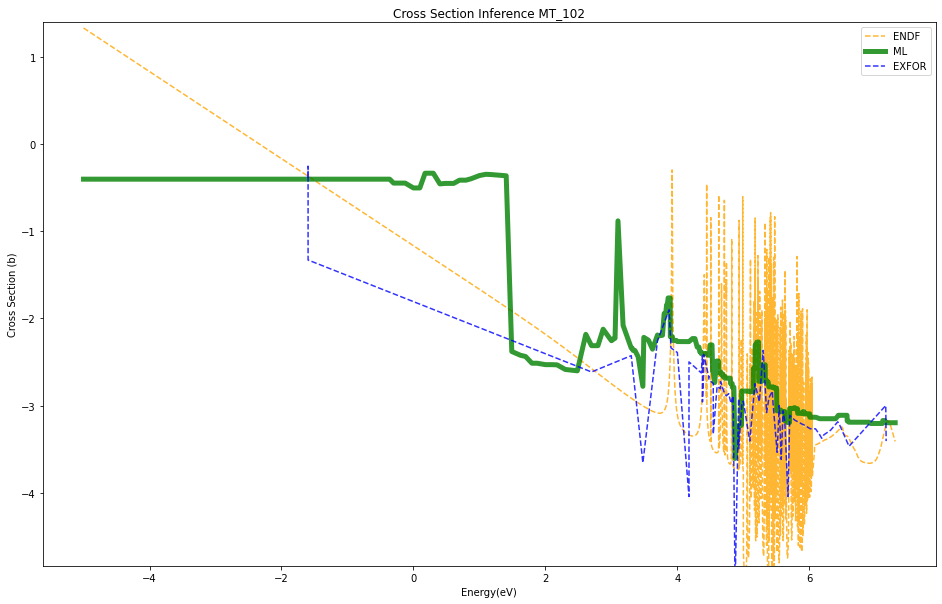 Cross Section Inference MT_102
ENDF
ML
EXFOR
Cross Section (b)
1
0
−1
−2
−3
−4
−4
−2
0
2
4
6
Energy(eV)